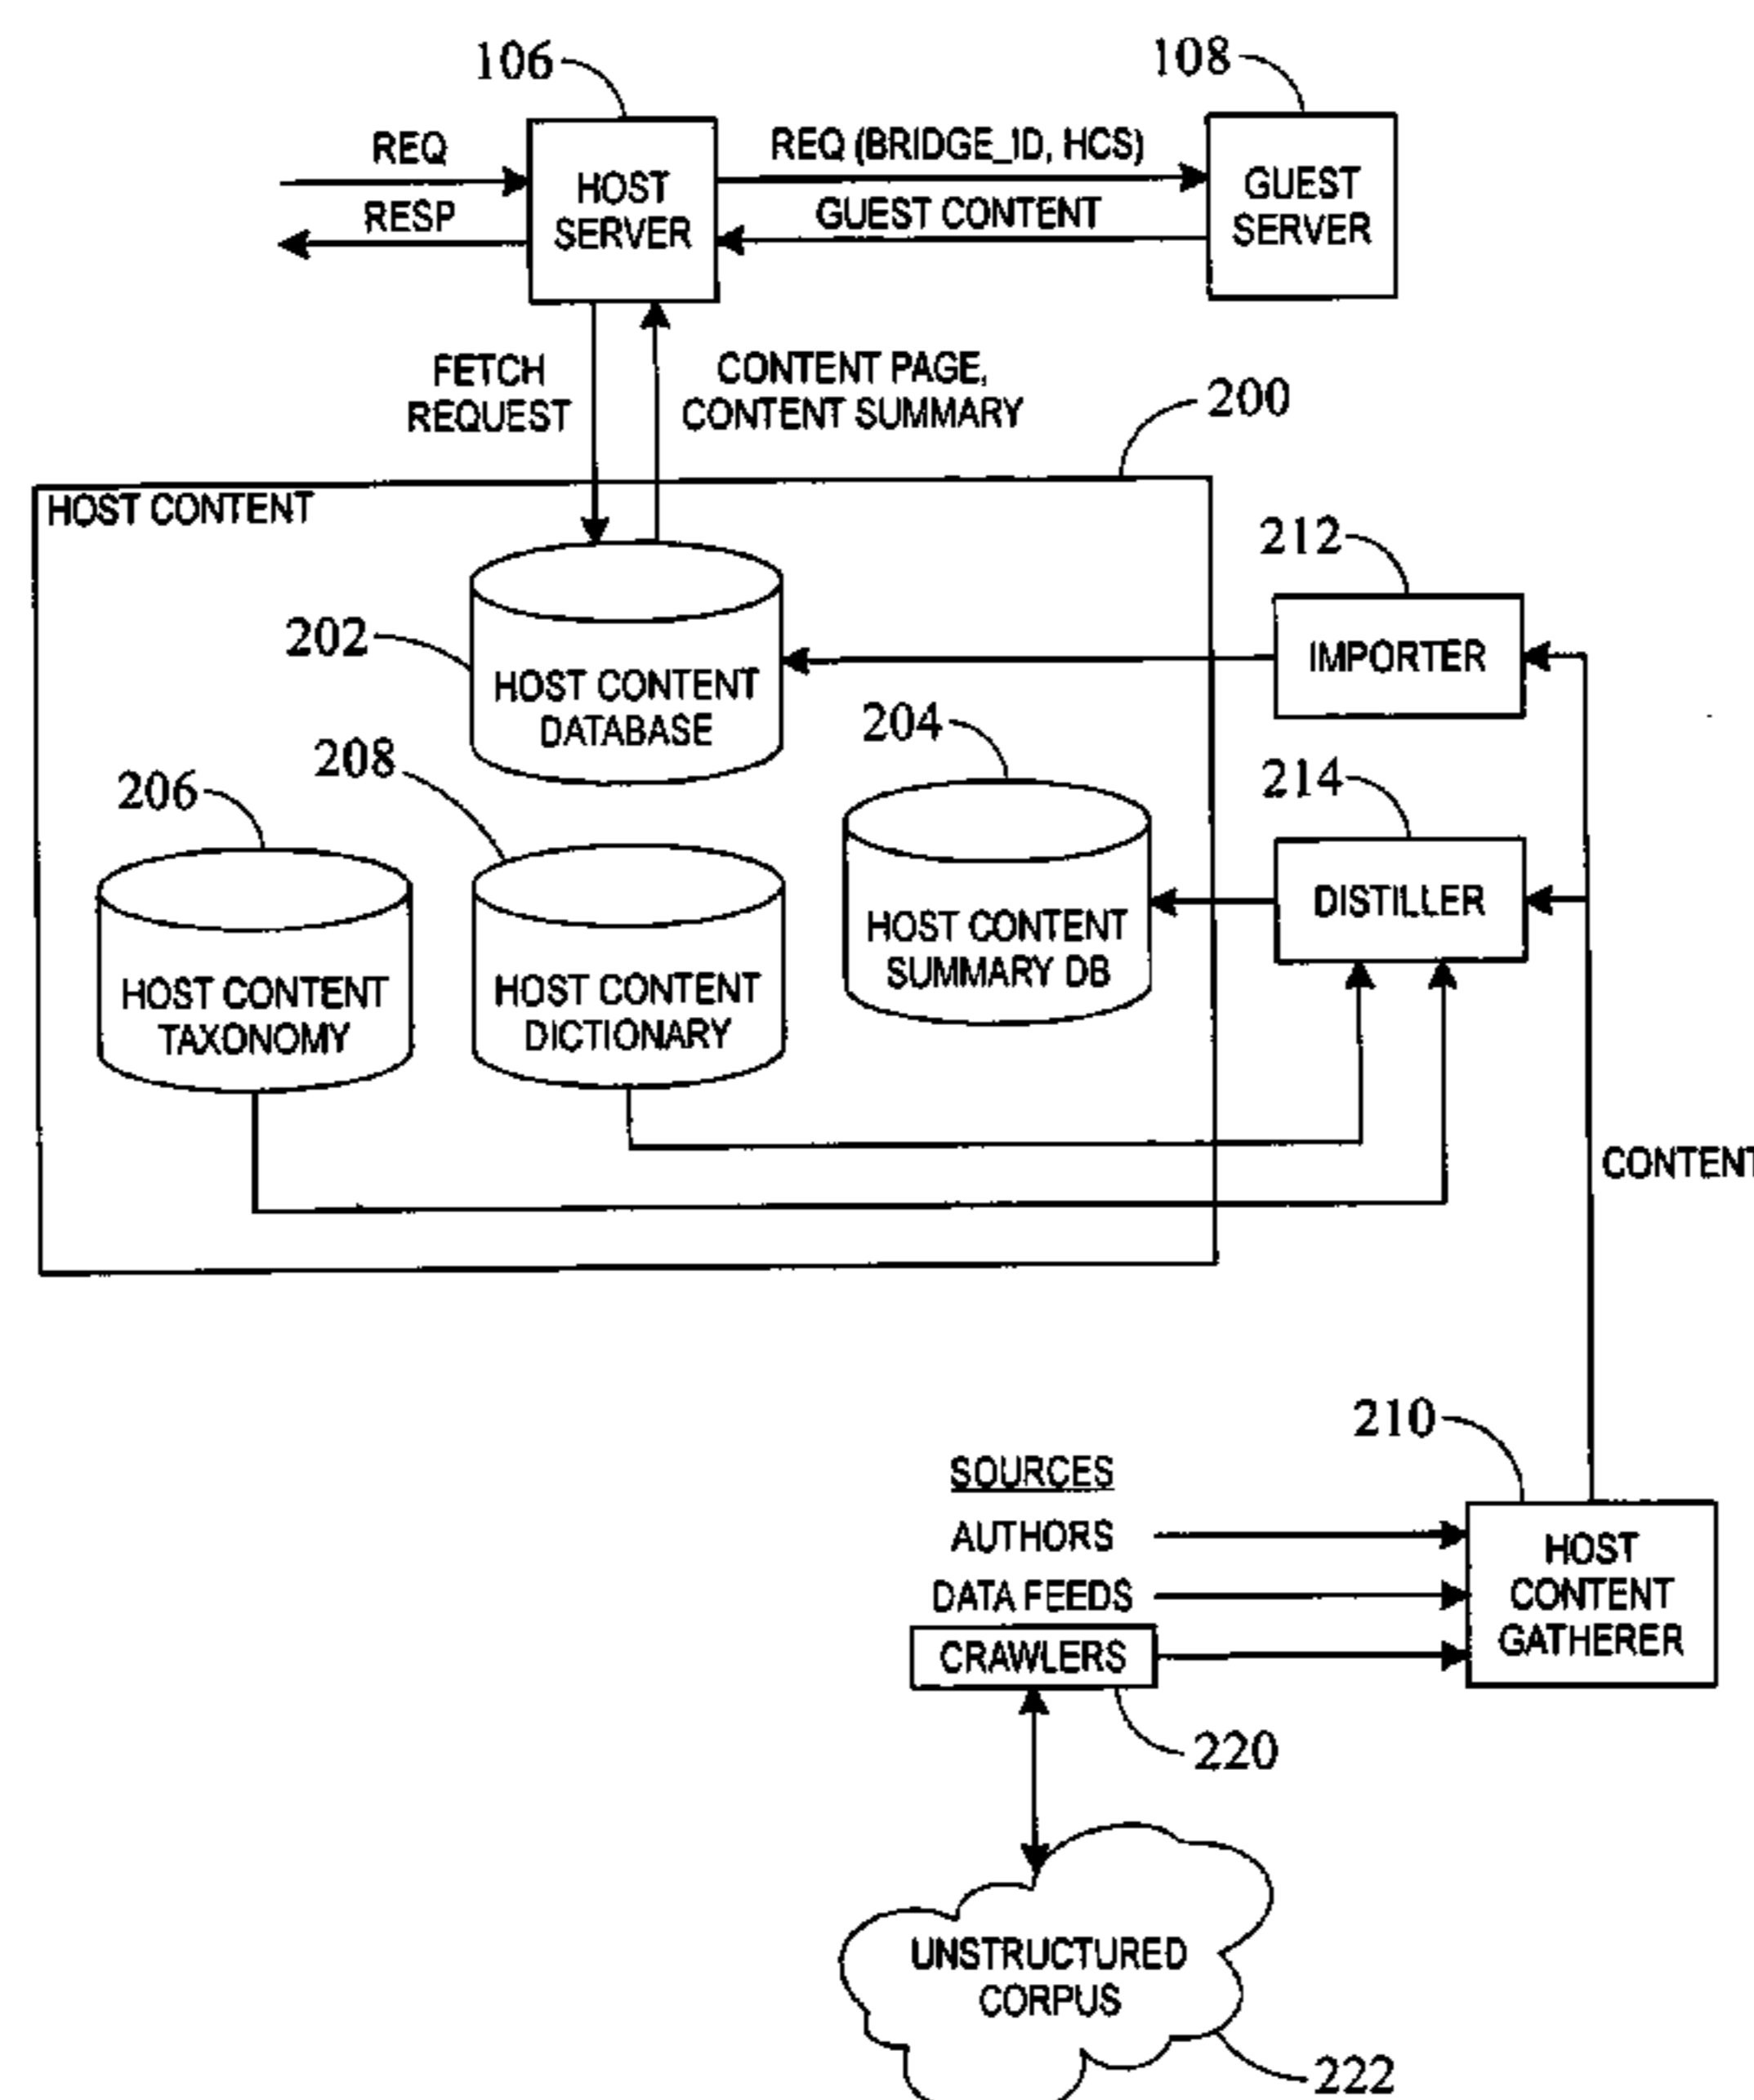 106
108
REQ
REQ (BRIDGE_ID, HCS)
HOST
SERVER
GUEST
SERVER
RESP
GUEST CONTENT
FETCH
REQUEST
CONTENT PAGE,
CONTENT SUMMARY
200
HOST CONTENT
212
202
IMPORTER
HOST CONTENT
DATABASE
204
208
206
214
DISTILLER
HOST CONTENT
SUMMARY DB
HOST CONTENT
TAXONOMY
HOST CONTENT
DICTIONARY
CONTENT
210
SOURCES
AUTHORS
DATA FEEDS
CRAWLERS
HOST
CONTENT
GATHERER
220
UNSTRUCTURED
CORPUS
222